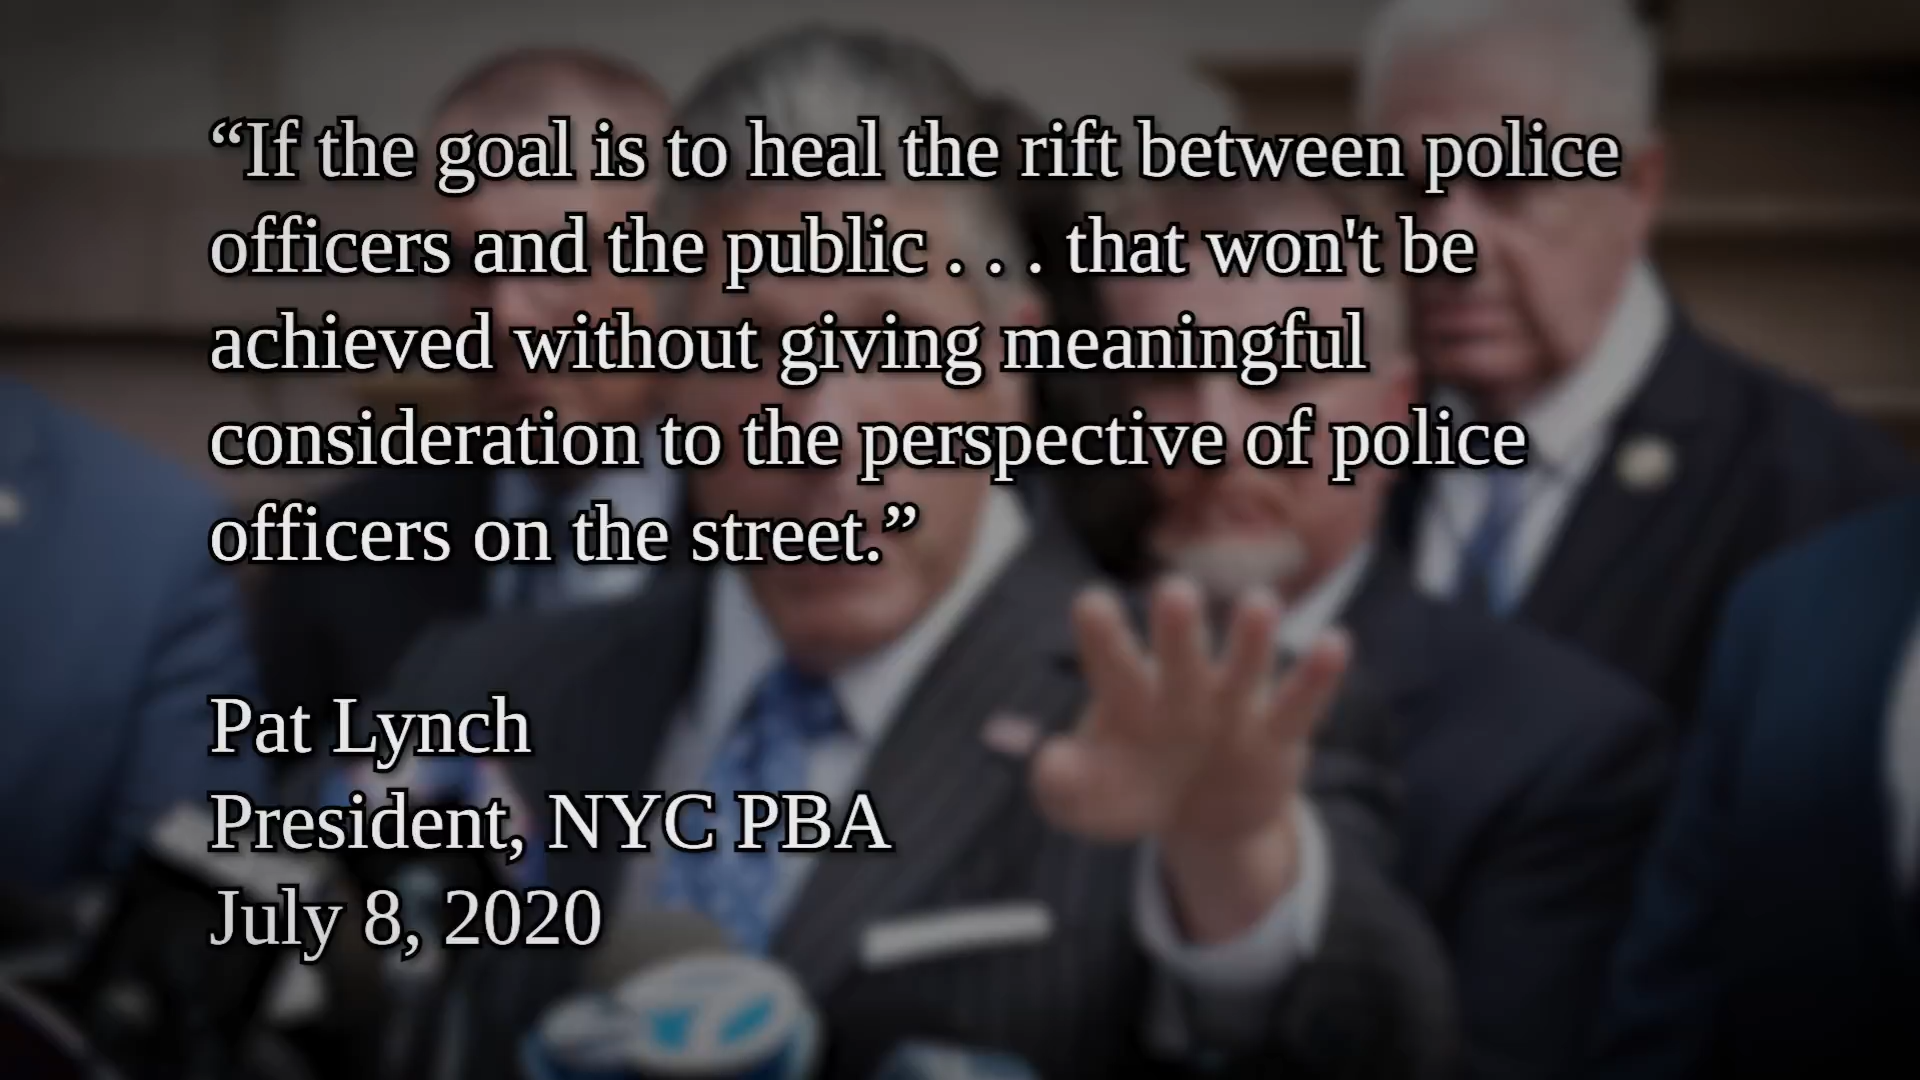 “If the goal is to heal the rift between police
officers and the public . . . that won't be
achieved without giving meaningful
consideration to the perspective of police
officers on the street.”
Pat Lynch
President, NYC PBA
July 8, 2020